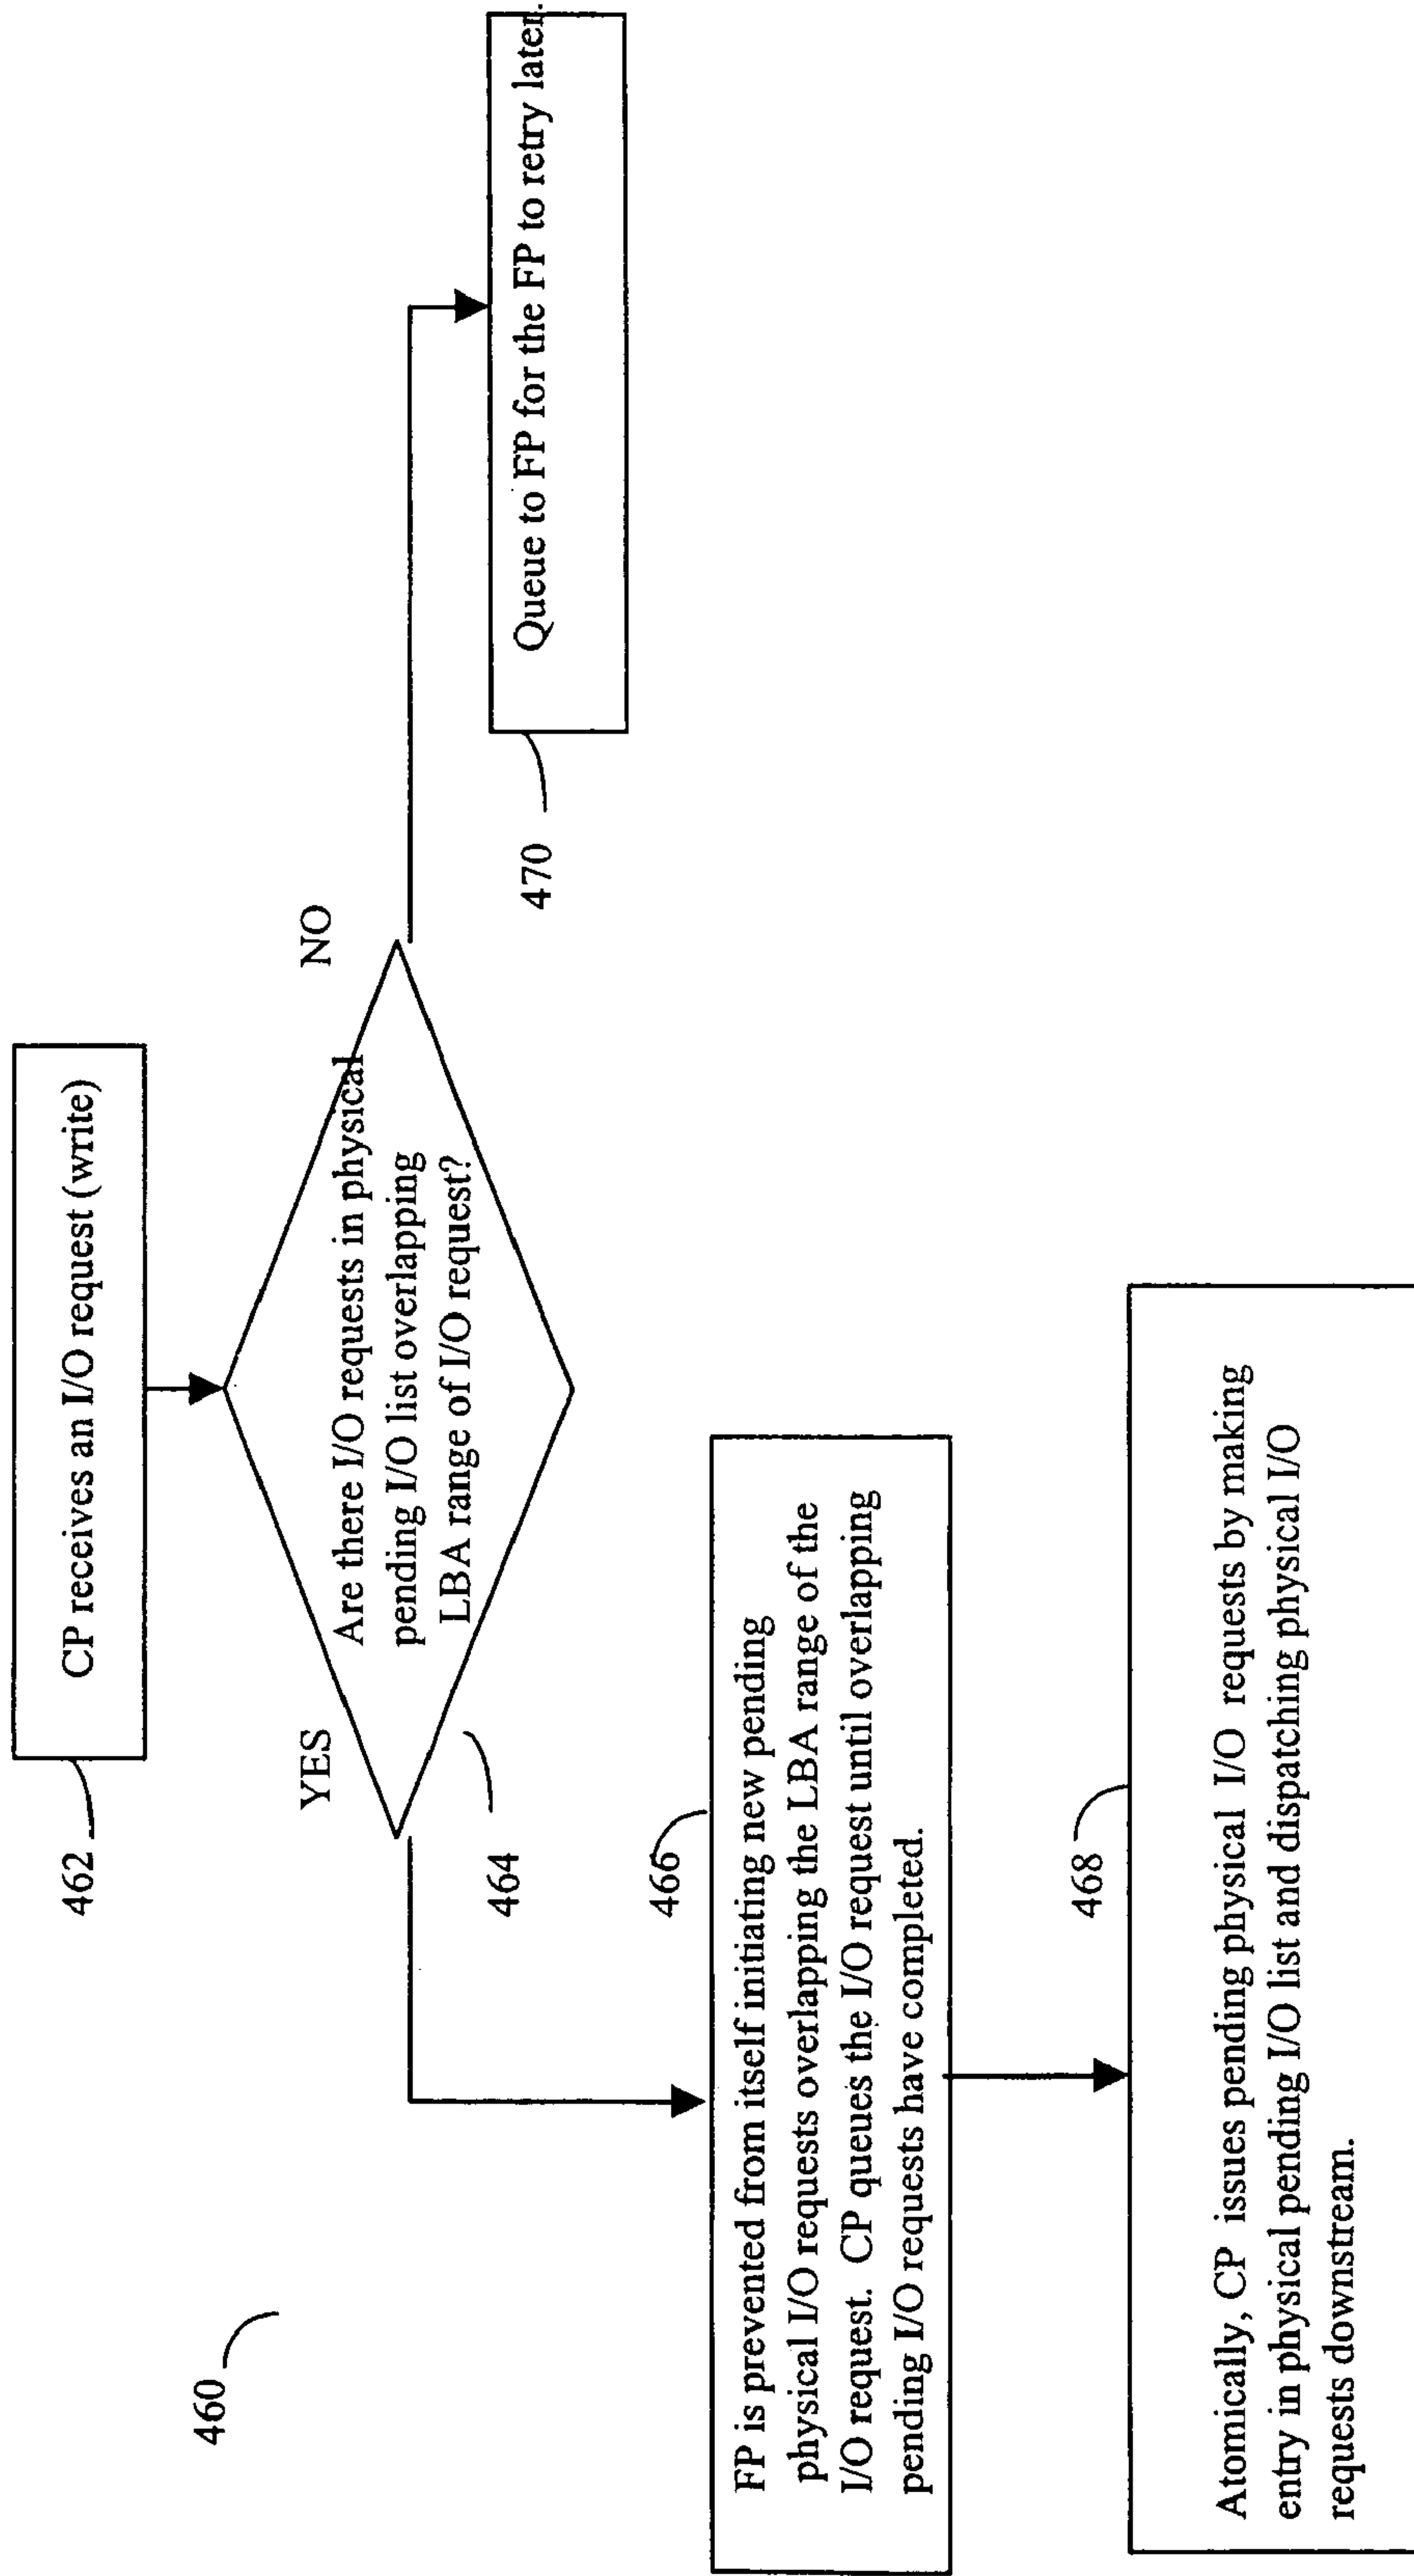 460
462
CP receives an I/O request (write)
YES
NO
Are there I/O requests in physical
pending I/O list overlapping
LBA range of I/O request?
464
470
Queue to FP for the FP to retry later.
466
FP is prevented from itself initiating new pending
physical I/O requests overlapping the LBA range of the
I/O request. CP queues the I/O request until overlapping
pending I/O requests have completed.
468
Atomically, CP issues pending physical I/O requests by making
entry in physical pending I/O list and dispatching physical I/O
requests downstream.